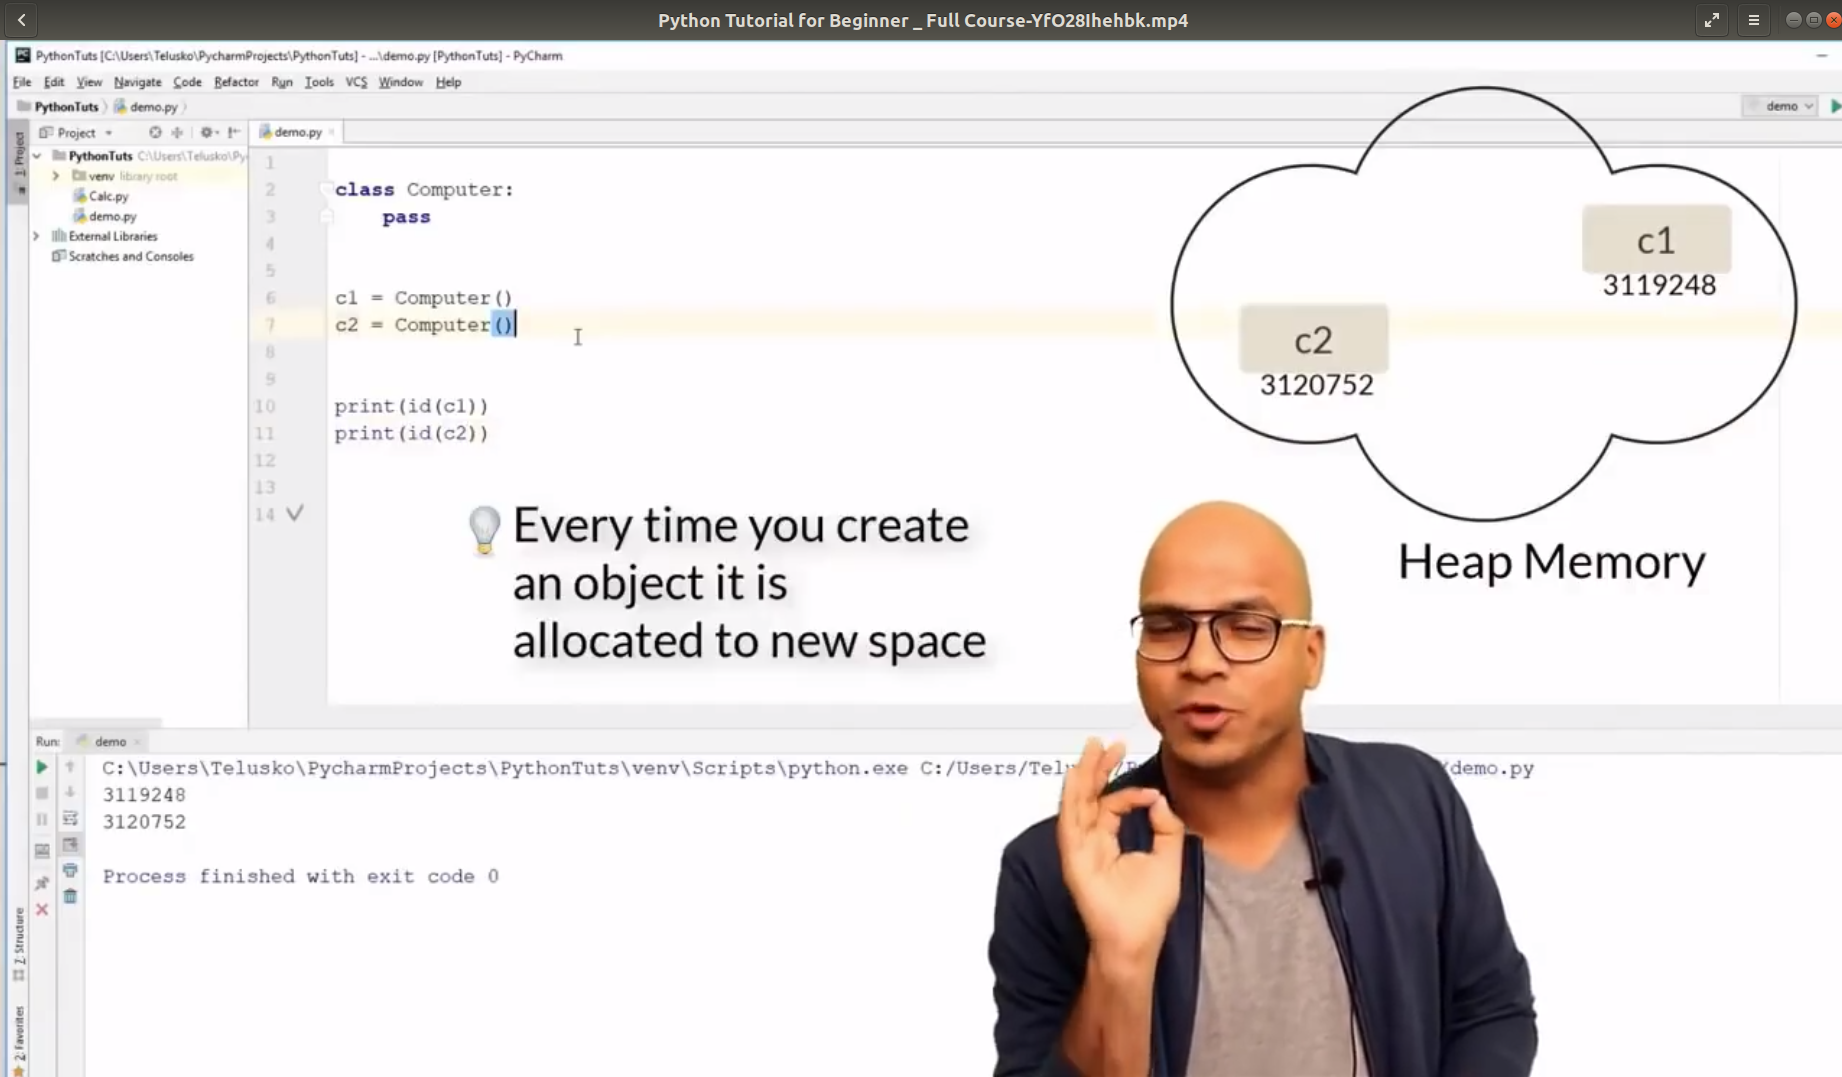 Python Tutorial for Beginner _ Full Course-YfO28Ihehbk.mp4
PythonTuts [C:\Users\Telusko\PycharmProjects\PythonTuts] - ...\demo.py [PythonTuts] - PyCharm
File Edit View Navigate Code Refactor Run Tools VCS Window Help
PythonTuts demo.py
demo
1: Project
Project
demo.py
PythonTuts C:\Users\Telusko\Py
venv library root
Calc.py
demo.py
External Libraries
Scratches and Consoles
1
2 class Computer:
3 pass
4
5
6 c1 = Computer()
7 c2 = Computer()
8
9
10 print(id(c1))
11 print(id(c2))
12
13
14
c1
3119248
c2
3120752
Heap Memory
Every time you create
an object it is
allocated to new space
Run: demo
C:\Users\Telusko\PycharmProjects\PythonTuts\venv\Scripts\python.exe C:/Users/Tel /demo.py
3119248
3120752
Process finished with exit code 0
Z: Structure
2: Favorites